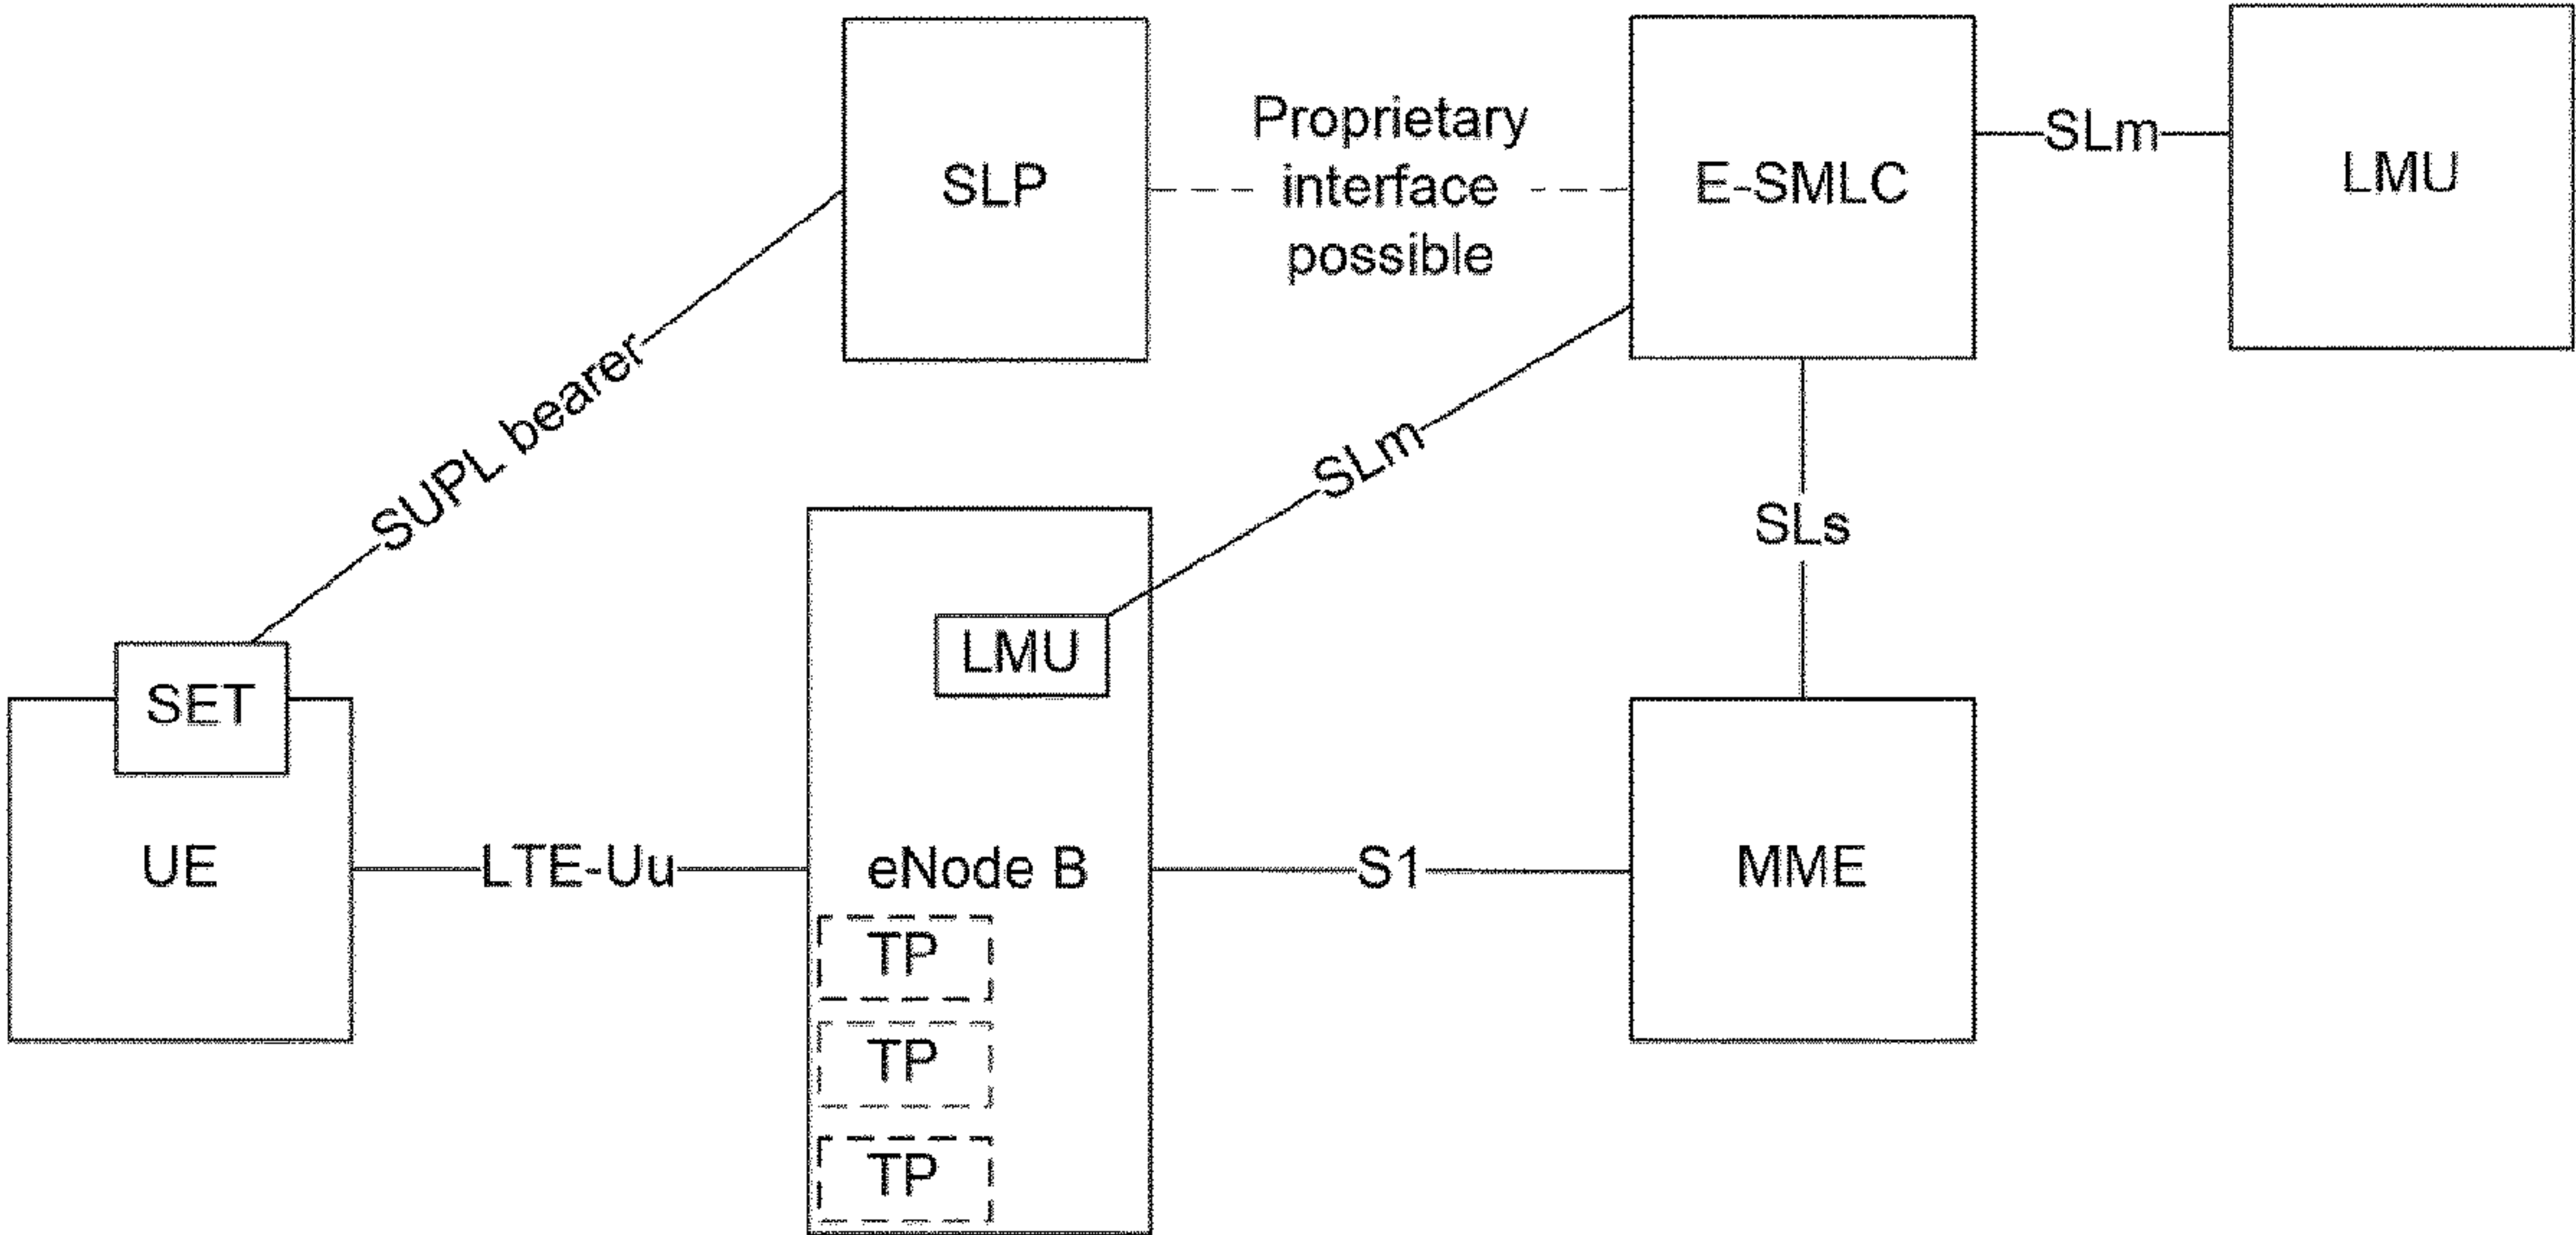 SLP
Proprietary
interface
possible
E-SMLC
SLm
LMU
SUPL bearer
SLm
SLs
LMU
SET
UE
LTE-Uu
eNode B
S1
MME
TP
TP
TP